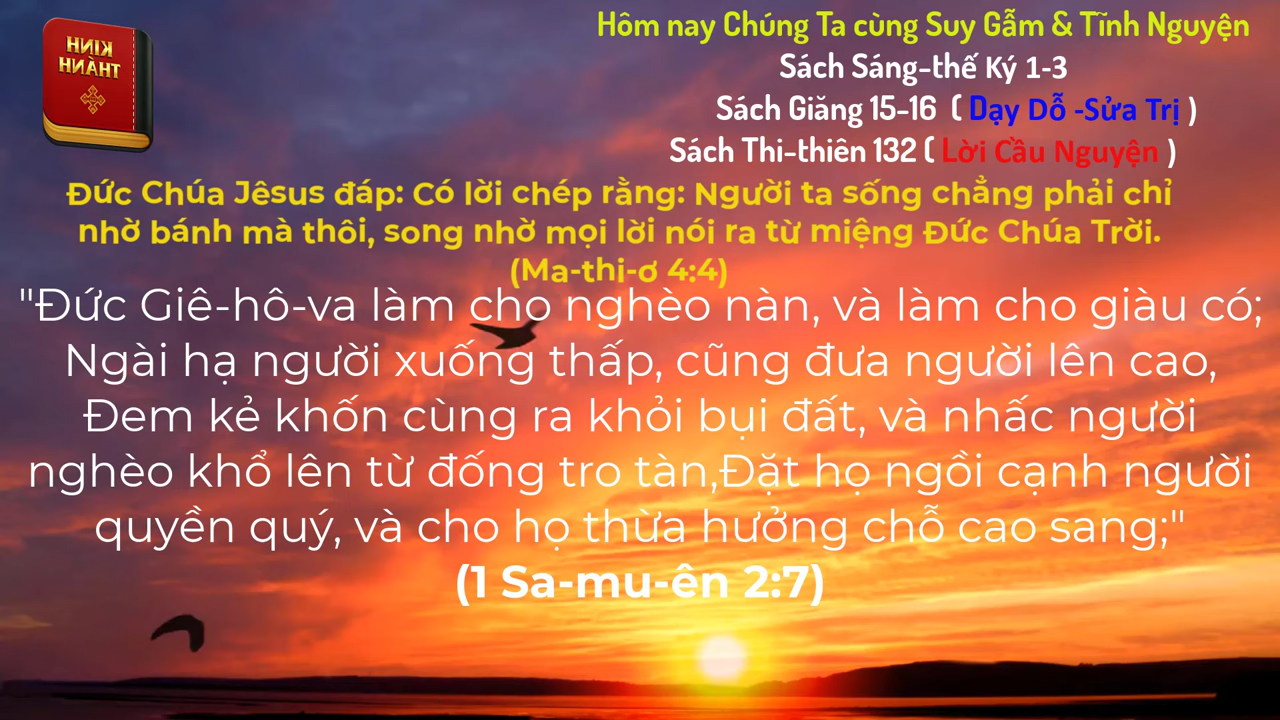 KINH
THÁNH
Hôm nay Chúng Ta cùng Suy Gẫm & Tĩnh Nguyện
Sách Sáng-thế Ký 1-3
Sách Giăng 15-16 ( Dạy Dỗ -Sửa Trị )
Sách Thi-thiên 132 ( Lời Cầu Nguyện )
Đức Chúa Jêsus đáp: Có lời chép rằng: Người ta sống chẳng phải chỉ
nhờ bánh mà thôi, song nhờ mọi lời nói ra từ miệng Đức Chúa Trời.
(Ma-thi-ơ 4:4)
"Đức Giê-hô-va làm cho nghèo nàn, và làm cho giàu có;
Ngài hạ người xuống thấp, cũng đưa người lên cao,
Đem kẻ khốn cùng ra khỏi bụi đất, và nhấc người
nghèo khổ lên từ đống tro tàn,Đặt họ ngồi cạnh người
quyền quý, và cho họ thừa hưởng chỗ cao sang;"
(1 Sa-mu-ên 2:7)